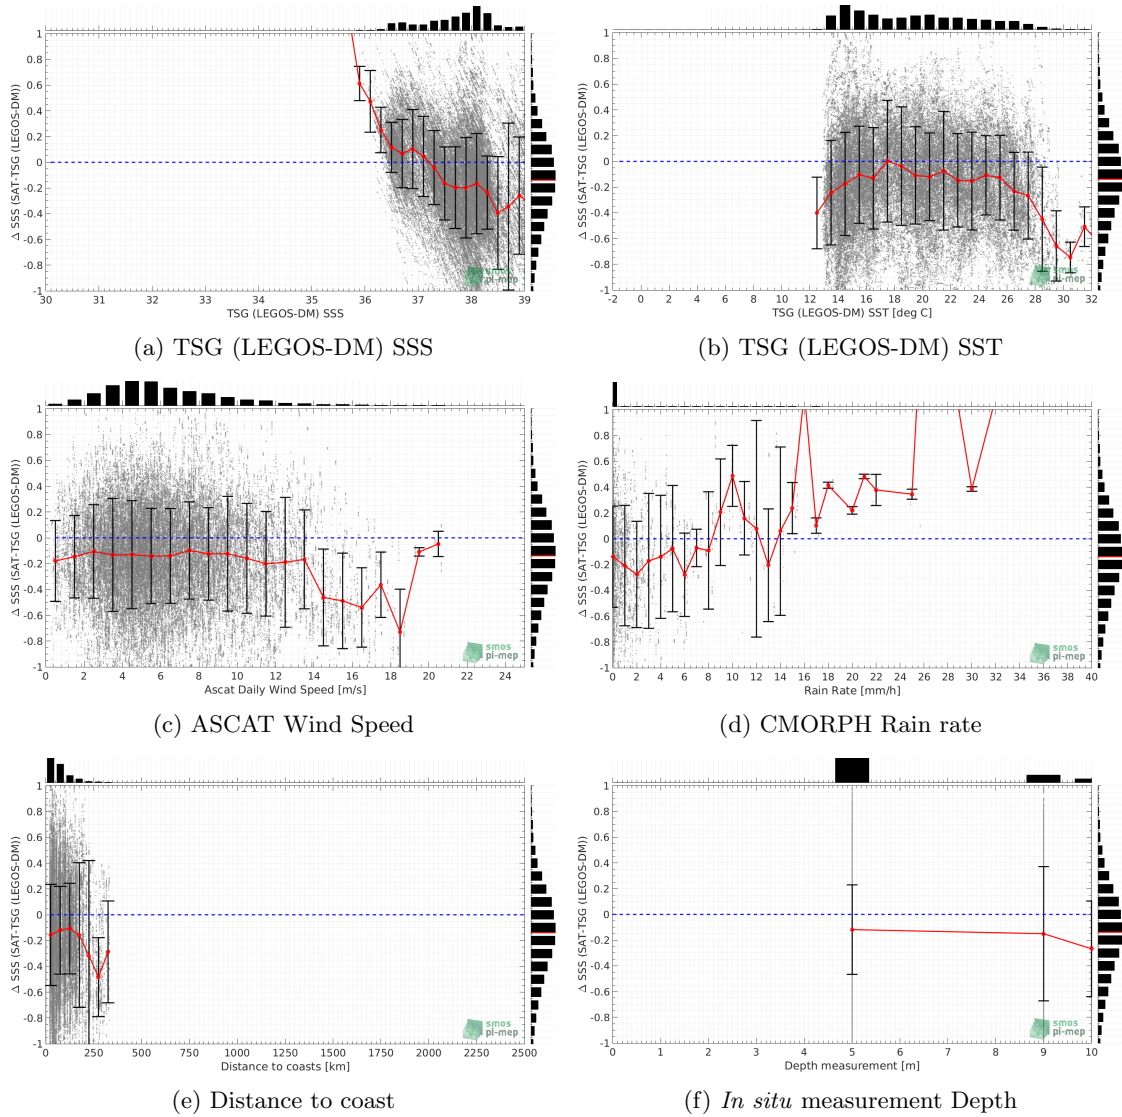 Δ SSS (SAT-TSG (LEGOS-DM))
1
0.8
0.6
0.4
0.2
0
-0.2
-0.4
-0.6
-0.8
-1
30 31 32 33 34 35 36 37 38 39
TSG (LEGOS-DM) SSS
smos
pi-mep
(a) TSG (LEGOS-DM) SSS
Δ SSS (SAT-TSG (LEGOS-DM))
1
0.8
0.6
0.4
0.2
0
-0.2
-0.4
-0.6
-0.8
-1
-2 0 2 4 6 8 10 12 14 16 18 20 22 24 26 28 30 32
TSG (LEGOS-DM) SST [deg C]
smos
pi-mep
(b) TSG (LEGOS-DM) SST
Δ SSS (SAT-TSG (LEGOS-DM))
1
0.8
0.6
0.4
0.2
0
-0.2
-0.4
-0.6
-0.8
-1
0 2 4 6 8 10 12 14 16 18 20 22 24
Ascat Daily Wind Speed [m/s]
smos
pi-mep
(c) ASCAT Wind Speed
Δ SSS (SAT-TSG (LEGOS-DM))
1
0.8
0.6
0.4
0.2
0
-0.2
-0.4
-0.6
-0.8
-1
0 2 4 6 8 10 12 14 16 18 20 22 24 26 28 30 32 34 36 38 40
Rain Rate [mm/h]
smos
pi-mep
(d) CMORPH Rain rate
Δ SSS (SAT-TSG (LEGOS-DM))
1
0.8
0.6
0.4
0.2
0
-0.2
-0.4
-0.6
-0.8
-1
0 250 500 750 1000 1250 1500 1750 2000 2250 2500
Distance to coasts [km]
smos
pi-mep
(e) Distance to coast
Δ SSS (SAT-TSG (LEGOS-DM))
1
0.8
0.6
0.4
0.2
0
-0.2
-0.4
-0.6
-0.8
-1
0 1 2 3 4 5 6 7 8 9 10
Depth measurement [m]
smos
pi-mep
(f) In situ measurement Depth